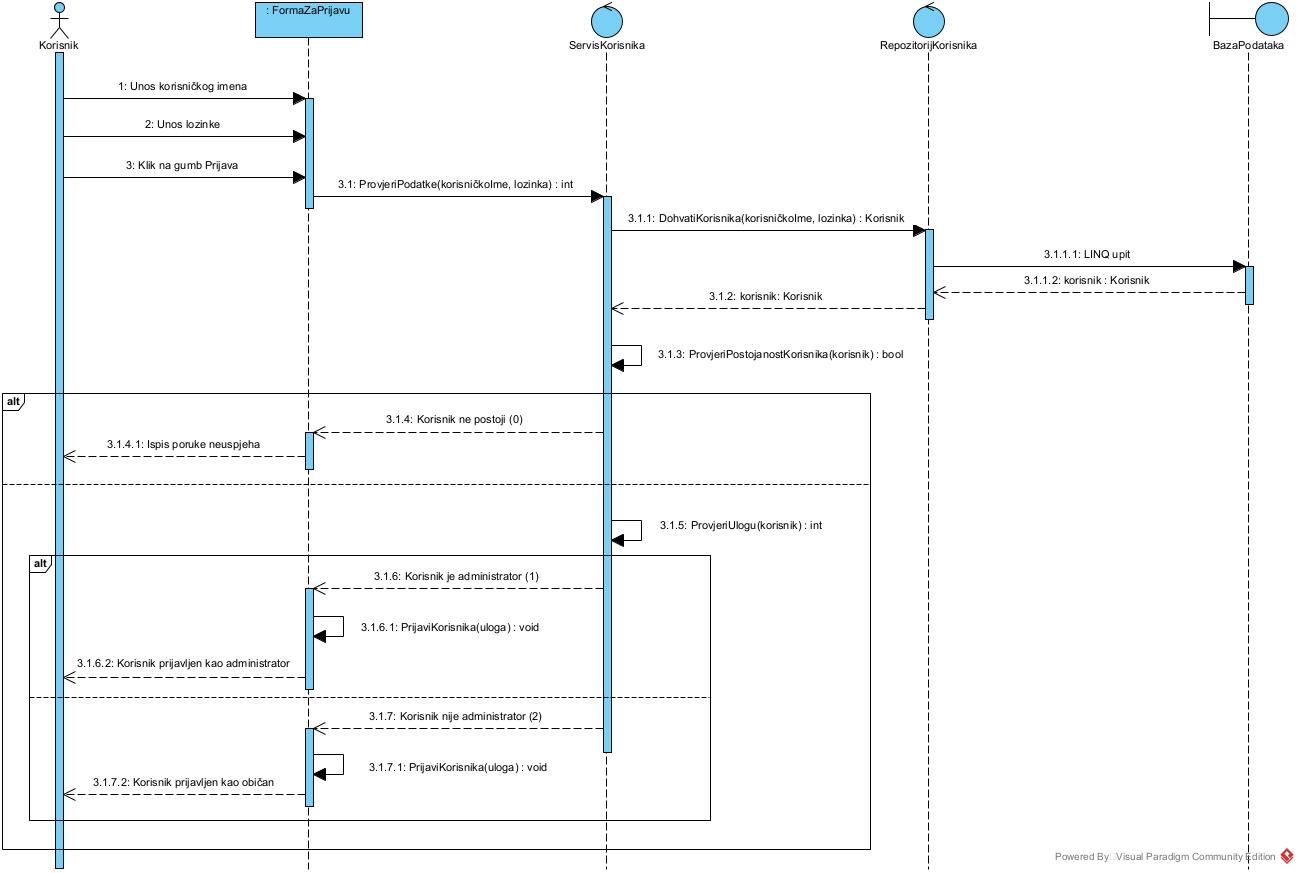 Korisnik
: FormaZaPrijavu
ServisKorisnika
RepozitorijKorisnika
BazaPodataka
1: Unos korisničkog imena
2: Unos lozinke
3: Klik na gumb Prijava
3.1: ProvjeriPodatke(korisničkoIme, lozinka) : int
3.1.1: DohvatiKorisnika(korisničkoIme, lozinka) : Korisnik
3.1.1.1: LINQ upit
3.1.1.2: korisnik : Korisnik
3.1.2: korisnik: Korisnik
3.1.3: ProvjeriPostojanostKorisnika(korisnik) : bool
alt
3.1.4: Korisnik ne postoji (0)
3.1.4.1: Ispis poruke neuspjeha
3.1.5: ProvjeriUlogu(korisnik) : int
alt
3.1.6: Korisnik je administrator (1)
3.1.6.1: PrijaviKorisnika(uloga) : void
3.1.6.2: Korisnik prijavljen kao administrator
3.1.7: Korisnik nije administrator (2)
3.1.7.1: PrijaviKorisnika(uloga) : void
3.1.7.2: Korisnik prijavljen kao običan
Powered By Visual Paradigm Community Edition